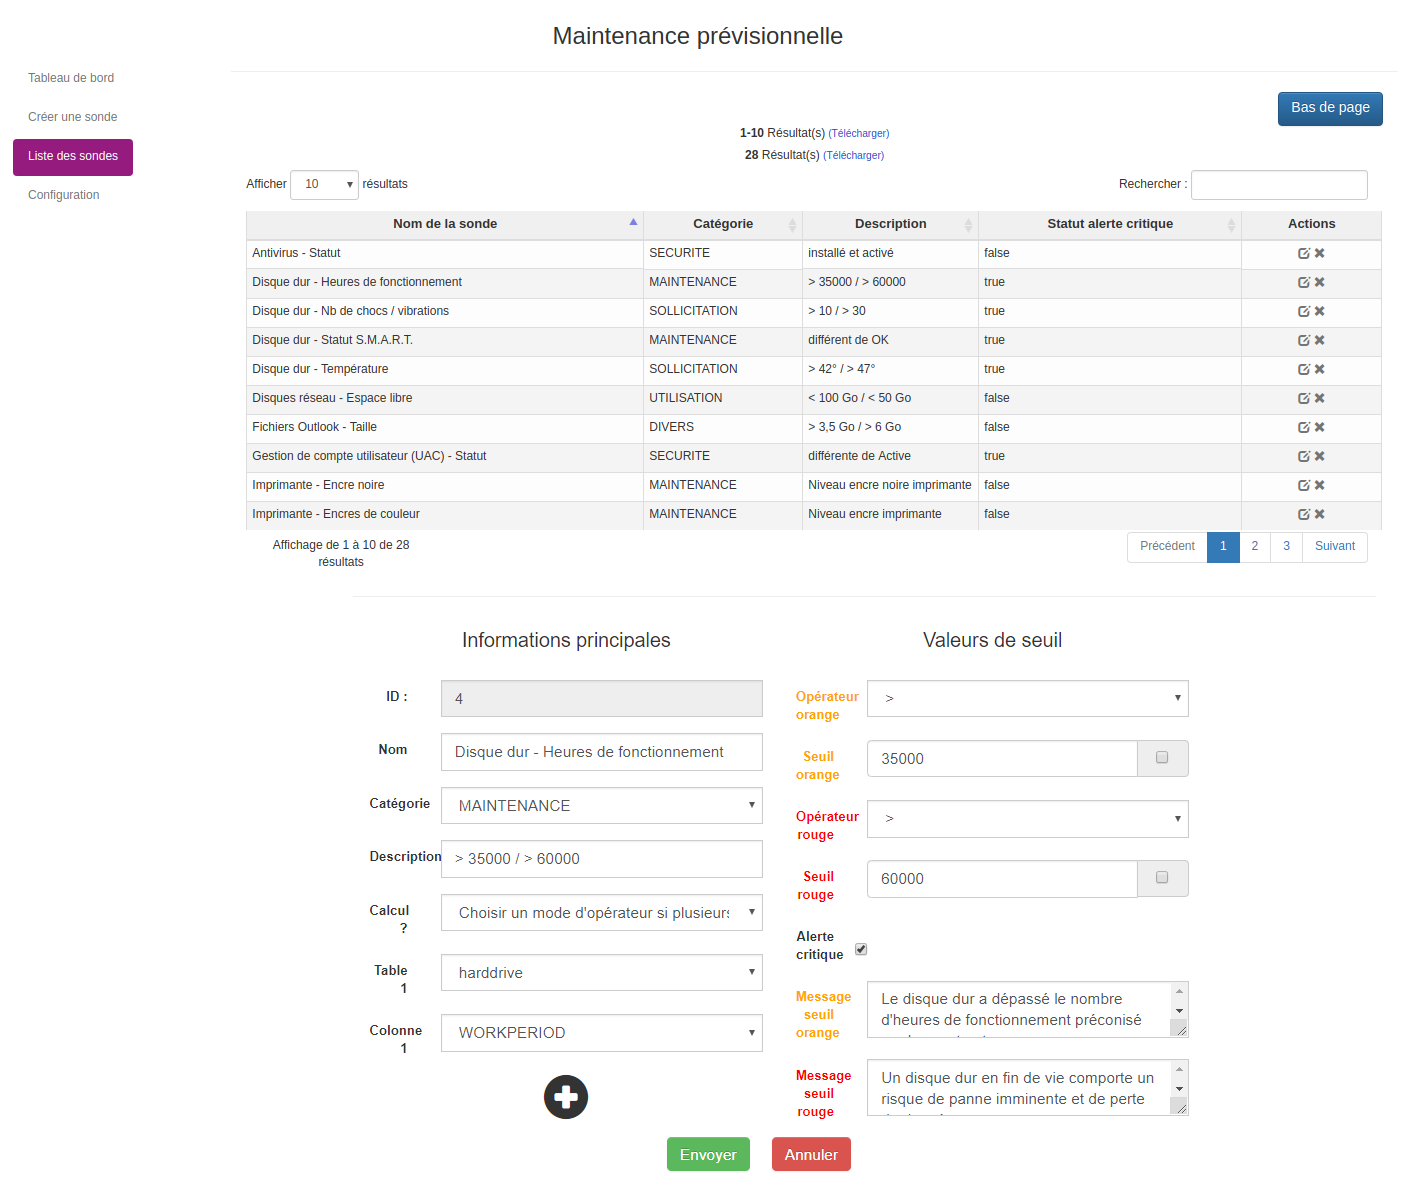 Maintenance prévisionnelle
Tableau de bord
Créer une sonde
Liste des sondes
Configuration
Bas de page
1-10 Résultat(s) (Télécharger)
28 Résultat(s) (Télécharger)
Afficher 10 résultats
Rechercher :
Nom de la sonde Catégorie Description Statut alerte critique Actions
Antivirus - Statut SECURITE installé et activé false
Disque dur - Heures de fonctionnement MAINTENANCE > 35000 / > 60000 true
Disque dur - Nb de chocs / vibrations SOLLICITATION > 10 / > 30 true
Disque dur - Statut S.M.A.R.T. MAINTENANCE différent de OK true
Disque dur - Température SOLLICITATION > 42° / > 47° true
Disques réseau - Espace libre UTILISATION < 100 Go / < 50 Go false
Fichiers Outlook - Taille DIVERS > 3,5 Go / > 6 Go false
Gestion de compte utilisateur (UAC) - Statut SECURITE différente de Active true
Imprimante - Encre noire MAINTENANCE Niveau encre noire imprimante false
Imprimante - Encres de couleur MAINTENANCE Niveau encre imprimante false
Affichage de 1 à 10 de 28
résultats
Précédent 1 2 3 Suivant
Informations principales
ID : 4
Nom Disque dur - Heures de fonctionnement
Catégorie MAINTENANCE
Description > 35000 / > 60000
Calcul
?
Choisir un mode d'opérateur si plusieurs
Table
1
harddrive
Colonne
1
WORKPERIOD
Valeurs de seuil
Opérateur
orange
>
Seuil
orange
35000
Opérateur
rouge
>
Seuil
rouge
60000
Alerte
critique
Message
seuil
orange
Le disque dur a dépassé le nombre
d'heures de fonctionnement préconisé
Message
seuil
rouge
Un disque dur en fin de vie comporte un
risque de panne imminente et de perte
Envoyer
Annuler